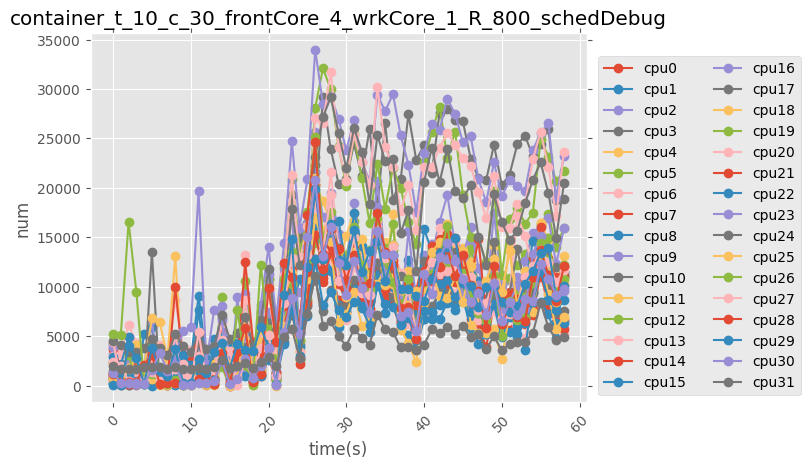 container_t_10_c_30_frontCore_4_wrkCore_1_R_800_schedDebug
35000
30000
25000
20000
15000
10000
5000
0
num
0
10
20
30
40
50
60
time(s)
cpu0
cpu1
cpu2
cpu3
cpu4
cpu5
cpu6
cpu7
cpu8
cpu9
cpu10
cpu11
cpu12
cpu13
cpu14
cpu15
cpu16
cpu17
cpu18
cpu19
cpu20
cpu21
cpu22
cpu23
cpu24
cpu25
cpu26
cpu27
cpu28
cpu29
cpu30
cpu31